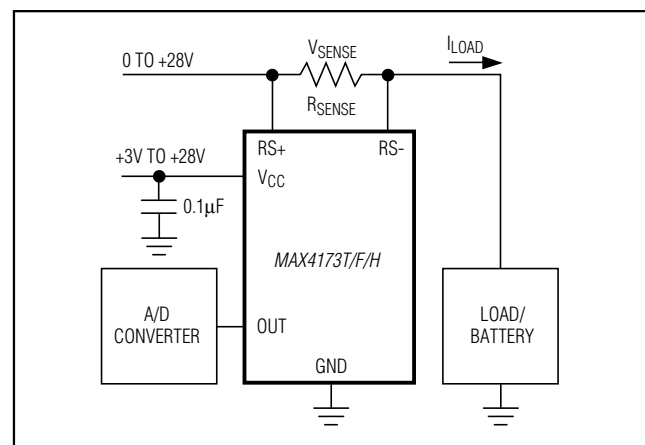 0 TO +28V
VSENSE
ILOAD
RSENSE
RS+
RS-
+3V TO +28V
VCC
0.1μF
MAX4173T/F/H
A/D
CONVERTER
OUT
LOAD/
BATTERY
GND